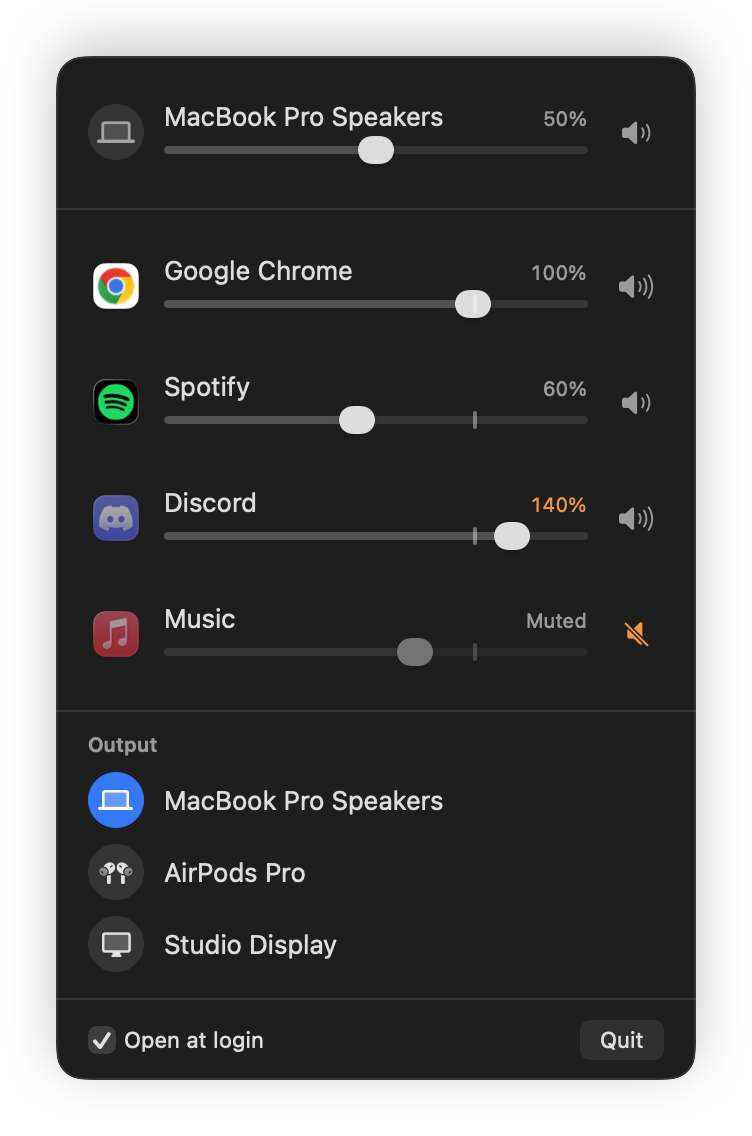 MacBook Pro Speakers 50%
Google Chrome 100%
Spotify 60%
Discord 140%
Music Muted
Output
MacBook Pro Speakers
AirPods Pro
Studio Display
Open at login Quit